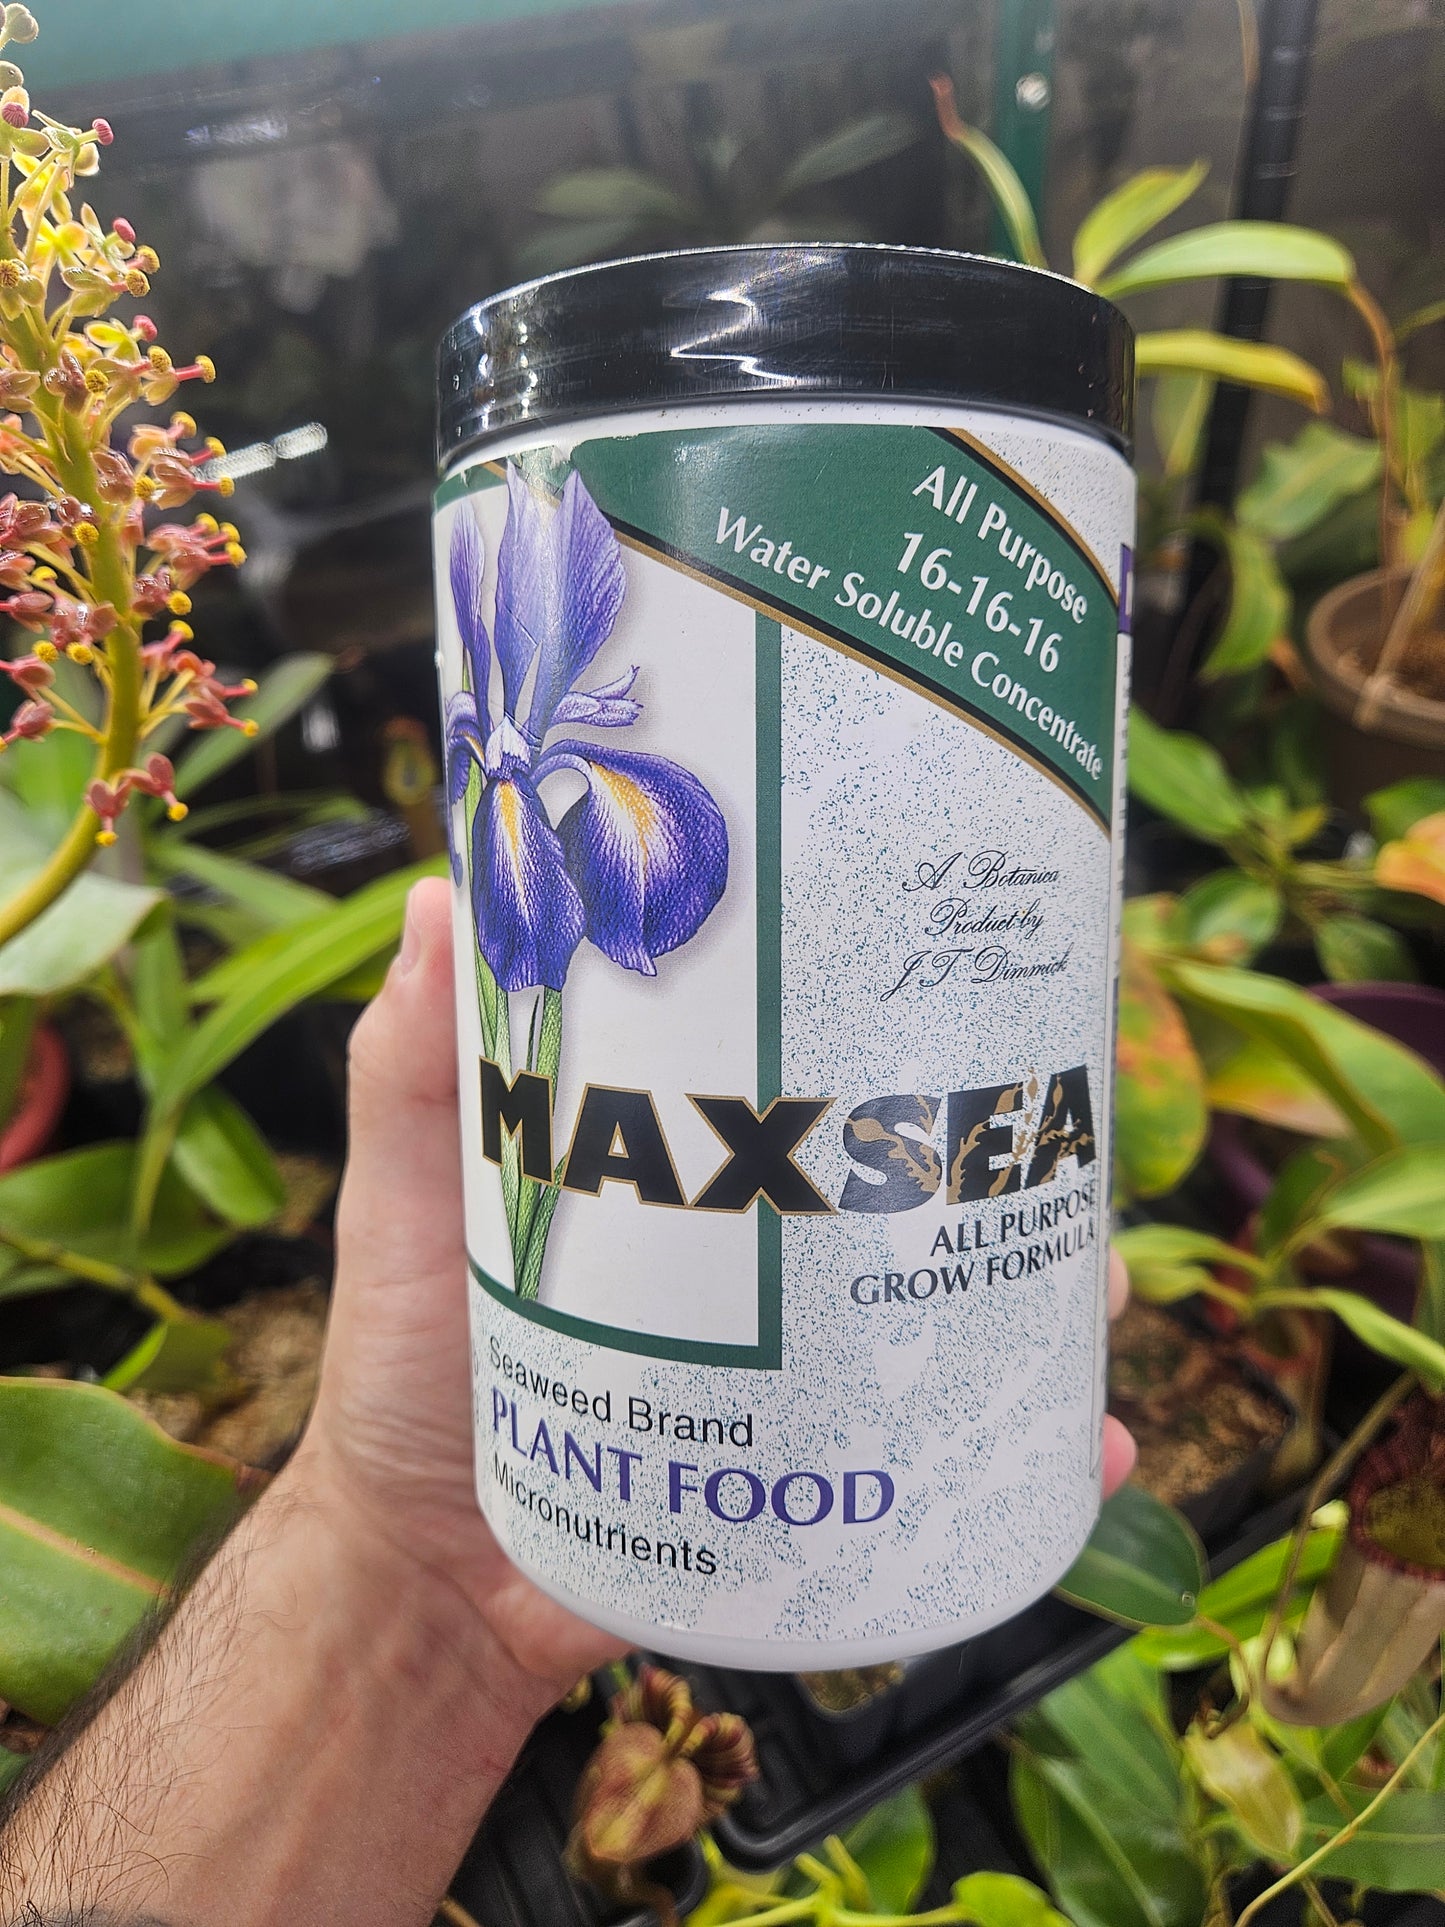 All Purpose
16-16-16
Water Soluble Concentrate
A Botanica
Product by
J T Dimmick
MAXSEA
ALL PURPOSE
GROW FORMULA
Seaweed Brand
PLANT FOOD
Micronutrients